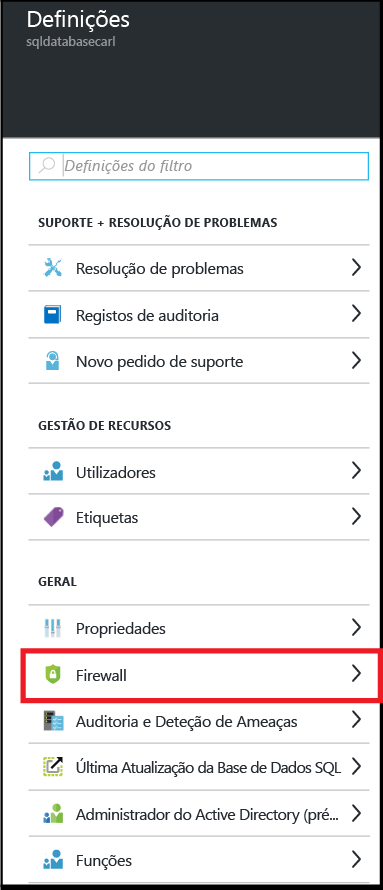 Definições
sqldatabasecarl
Definições do filtro
SUPORTE + RESOLUÇÃO DE PROBLEMAS
Resolução de problemas
Registos de auditoria
Novo pedido de suporte
GESTÃO DE RECURSOS
Utilizadores
Etiquetas
GERAL
Propriedades
Firewall
Auditoria e Deteção de Ameaças
Última Atualização da Base de Dados SQL
Administrador do Active Directory (pré...
Funções